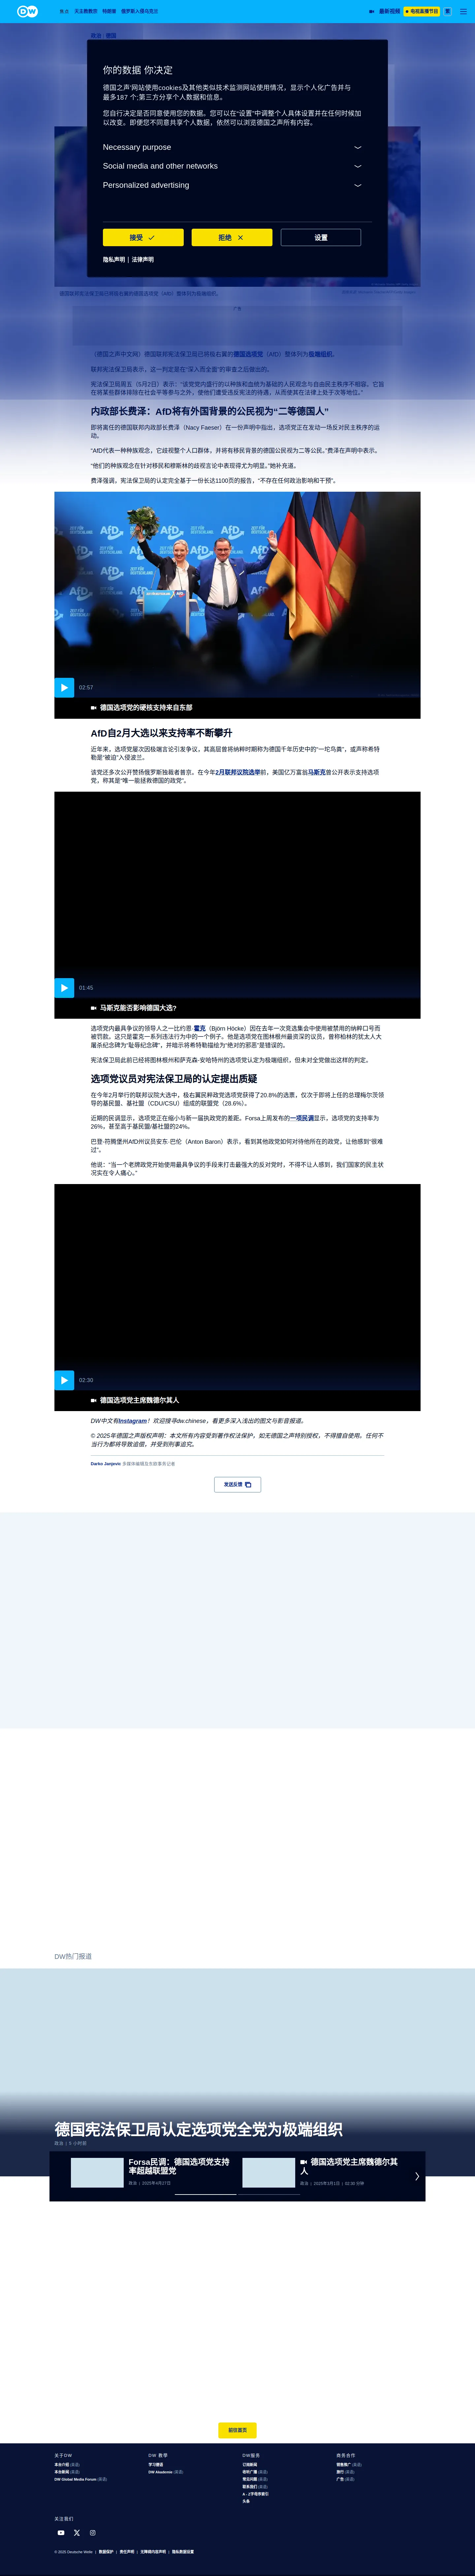 DW
焦点
天主教教宗
特朗普
俄罗斯入侵乌克兰
最新视频
电视直播节目
繁
政治 德国
你的数据 你决定
德国之声'网站使用cookies及其他类似技术监测网站使用情况，显示个人化广告并与
最多187 个;第三方分享个人数据和信息。
您自行决定是否同意使用您的数据。您可以在“设置”中调整个人具体设置并在任何时候加
以改变。即便您不同意共享个人数据，依然可以浏览德国之声所有内容。
Necessary purpose
Social media and other networks
Personalized advertising
接受
拒绝
设置
隐私声明 | 法律声明
德国联邦宪法保卫局已将极右翼的德国选项党（AfD）整体列为极端组织。
广告
（德国之声中文网）德国联邦宪法保卫局已将极右翼的德国选项党（AfD）整体列为极端组织。
联邦宪法保卫局表示，这一判定是在“深入而全面”的审查之后做出的。
宪法保卫局周五（5月2日）表示：“该党党内盛行的以种族和血统为基础的人民观念与自由民主秩序不相容。它旨
在将某些群体排除在社会平等参与之外，使他们遭受违反宪法的待遇，从而使其在法律上处于次等地位。”
内政部长费泽：AfD将有外国背景的公民视为“二等德国人”
即将离任的德国联邦内政部长费泽（Nacy Faeser）在一份声明中指出，选项党正在发动一场反对民主秩序的运
动。
“AfD代表一种种族观念，它歧视整个人口群体，并将有移民背景的德国公民视为二等公民。”费泽在声明中表示。
“他们的种族观念在针对移民和穆斯林的歧视言论中表现得尤为明显。”她补充道。
费泽强调，宪法保卫局的认定完全基于一份长达1100页的报告，“不存在任何政治影响和干预”。
02:57
德国选项党的硬核支持来自东部
AfD自2月大选以来支持率不断攀升
近年来，选项党屡次因极端言论引发争议，其高层曾将纳粹时期称为德国千年历史中的“一坨鸟粪”，或声称希特
勒是“被迫”入侵波兰。
该党还多次公开赞扬俄罗斯独裁者普京。在今年2月联邦议院选举前，美国亿万富翁马斯克曾公开表示支持选项
党，称其是“唯一能拯救德国的政党”。
01:45
马斯克能否影响德国大选?
选项党内最具争议的领导人之一比约恩·霍克（Björn Höcke）因在去年一次竞选集会中使用被禁用的纳粹口号而
被罚款。这只是霍克一系列违法行为中的一个例子。他是选项党在图林根州最资深的议员，曾称柏林的犹太人大
屠杀纪念碑为“耻辱纪念碑”，并暗示将希特勒描绘为“绝对的邪恶”是错误的。
宪法保卫局此前已经将图林根州和萨克森-安哈特州的选项党认定为极端组织，但未对全党做出这样的判定。
选项党议员对宪法保卫局的认定提出质疑
在今年2月举行的联邦议院大选中，极右翼民粹政党选项党获得了20.8%的选票，仅次于即将上任的总理梅尔茨领
导的基民盟、基社盟（CDU/CSU）组成的联盟党（28.6%）。
近期的民调显示，选项党正在缩小与新一届执政党的差距。Forsa上周发布的一项民调显示，选项党的支持率为
26%，甚至高于基民盟/基社盟的24%。
巴登-符腾堡州AfD州议员安东·巴伦（Anton Baron）表示，看到其他政党如何对待他所在的政党，让他感到“很难
过”。
他说：“当一个老牌政党开始使用最具争议的手段来打击最强大的反对党时，不得不让人感到，我们国家的民主状
况实在令人痛心。”
02:30
德国选项党主席魏德尔其人
DW中文有Instagram！欢迎搜寻dw.chinese，看更多深入浅出的图文与影音报道。
© 2025年德国之声版权声明：本文所有内容受到著作权法保护，如无德国之声特别授权，不得擅自使用。任何不
当行为都将导致追偿，并受到刑事追究。
Darko Janjevic 多媒体编辑及东欧事务记者
发送反馈
DW热门报道
德国宪法保卫局认定选项党全党为极端组织
政治 | 5 小时前
Forsa民调：德国选项党支持
率超越联盟党
政治 | 2025年4月27日
德国选项党主席魏德尔其
人
政治 | 2025年3月1日 | 02:30 分钟
前往首页
关于DW
本台介绍 (英语)
本台新闻 (英语)
DW Global Media Forum (英语)
DW 教學
学习德语
DW Akademie (英语)
DW服务
订阅新闻
收听广播 (英语)
常见问题 (英语)
联系我们 (英语)
A - Z字母序索引
头条
商务合作
销售推广 (英语)
旅行 (英语)
广告 (英语)
关注我们
© 2025 Deutsche Welle | 数据保护 | 责任声明 | 无障碍内容声明 | 隐私数据设置